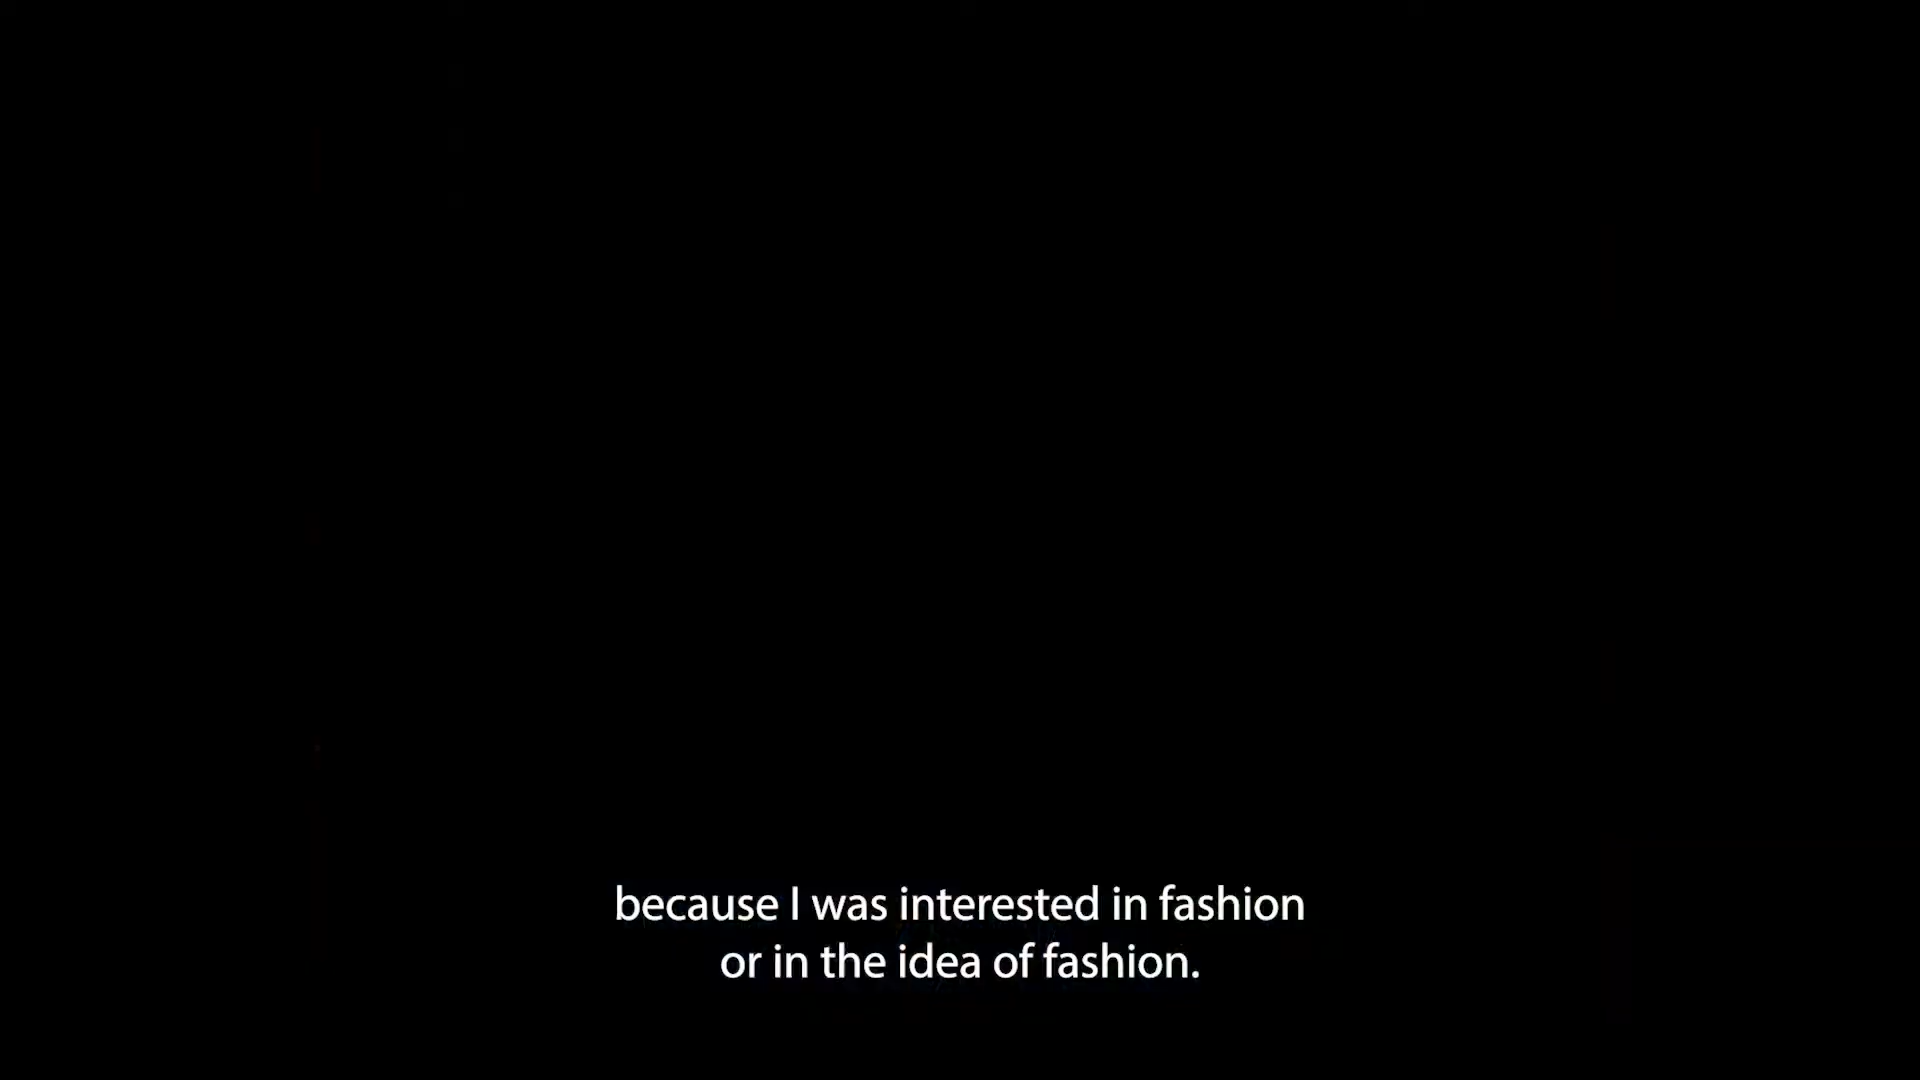 because I was interested in fashion
or in the idea of fashion.